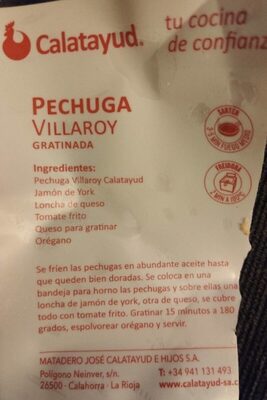 Calatayud®
tu cocina
de confianz
PECHUGA
VILLAROY
GRATINADA
SARTÉN
FUEGO MEDIO
FREIDORA
Ingredientes:
Pechuga Villaroy Calatayud
Jamón de York
Loncha de queso
Tomate frito
Queso para gratinar
Orégano
Se fríen las pechugas en abundante aceite hasta
que queden bien doradas. Se coloca en una
bandeja para horno las pechugas y sobre ellas una
loncha de jamón de york, otra de queso, se cubre
todo con tomate frito. Gratinar 15 minutos a 180
grados, espolvorear orégano y servir.
MATADERO JOSÉ CALATAYUD E HIJOS S.A.
Polígono Neinver, s/n.
26500 · Calahorra · La Rioja
T: +34 941 131 493
www.calatayud-sa.c